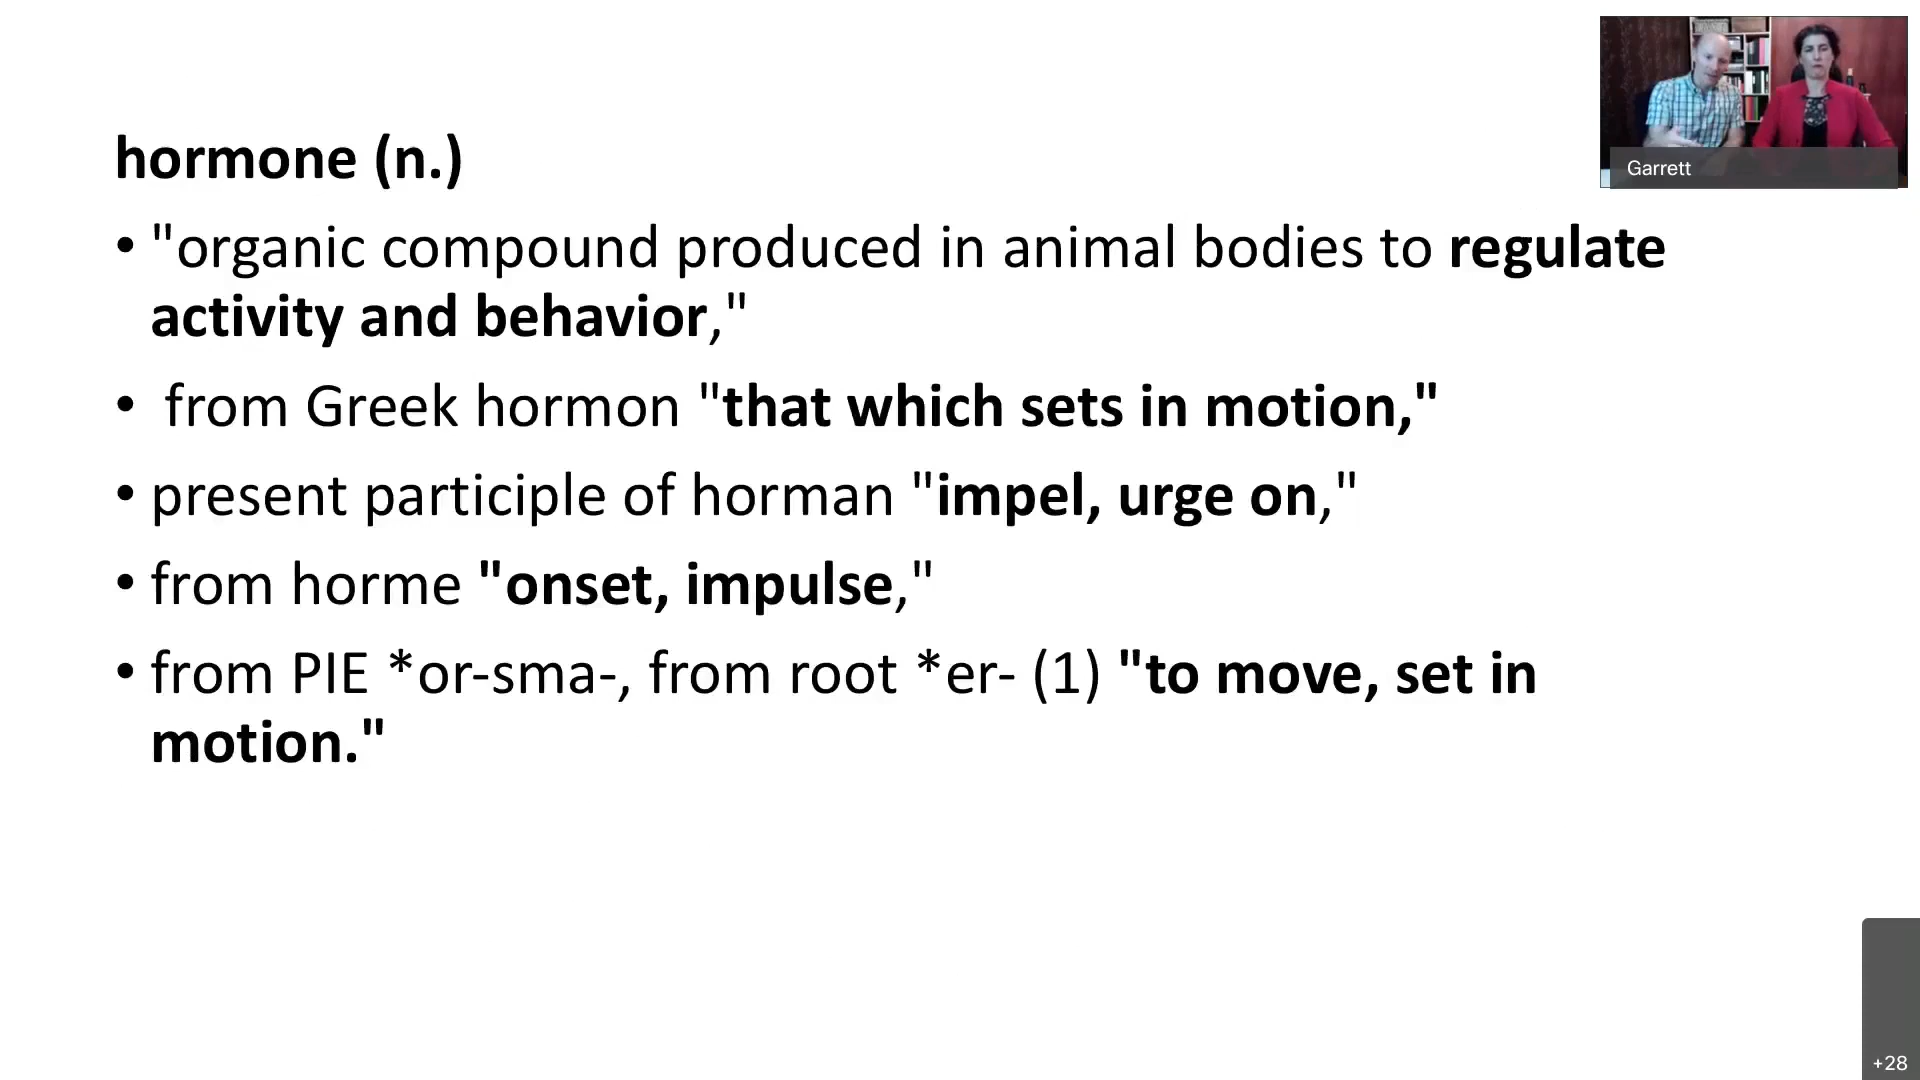 hormone (n.)
• "organic compound produced in animal bodies to regulate
activity and behavior,"
• from Greek hormon "that which sets in motion,"
• present participle of horman "impel, urge on,"
• from horme "onset, impulse,"
• from PIE *or-sma-, from root *er- (1) "to move, set in
motion."
Garrett
+28